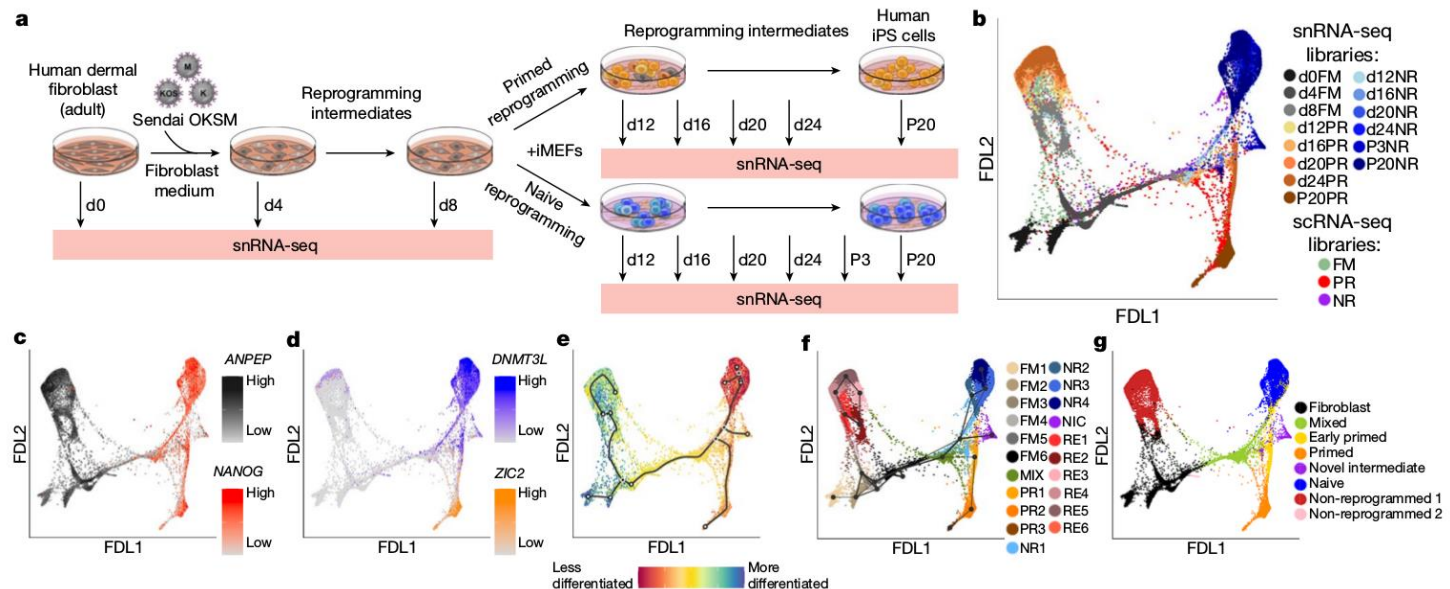 a
Human dermal
fibroblast
(adult)
M
KOS
K
Sendai OKSM
Fibroblast
medium
Reprogramming
intermediates
Primed
reprogramming
+iMEFs
Naive
reprogramming
Reprogramming intermediates
Human
iPS cells
d0
d4
d8
snRNA-seq
d12
d16
d20
d24
P20
snRNA-seq
d12
d16
d20
d24
P3
P20
snRNA-seq
b
FDL2
FDL1
snRNA-seq
libraries:
d0FM
d4FM
d8FM
d12PR
d16PR
d20PR
d24PR
P20PR
d12NR
d16NR
d20NR
d24NR
P3NR
P20NR
scRNA-seq
libraries:
FM
PR
NR
c
FDL2
FDL1
ANPEP
High
Low
NANOG
High
Low
d
FDL2
FDL1
DNMT3L
High
Low
ZIC2
High
Low
e
FDL2
FDL1
Less
differentiated
More
differentiated
f
FDL2
FDL1
FM1
FM2
FM3
FM4
FM5
FM6
MIX
PR1
PR2
PR3
NR1
NR2
NR3
NR4
NIC
RE1
RE2
RE3
RE4
RE5
RE6
g
FDL2
FDL1
Fibroblast
Mixed
Early primed
Primed
Novel intermediate
Naive
Non-reprogrammed 1
Non-reprogrammed 2